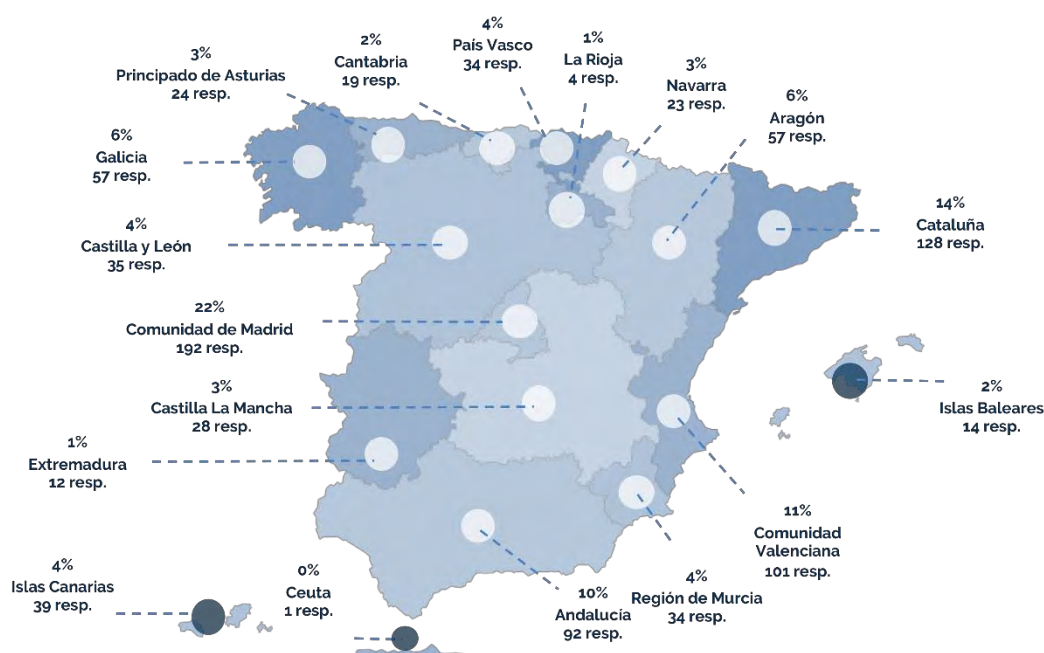 4%
País Vasco
34 resp.
1%
La Rioja
4 resp.
2%
Cantabria
19 resp.
3%
Principado de Asturias
24 resp.
3%
Navarra
23 resp.
6%
Aragón
57 resp.
6%
Galicia
57 resp.
14%
Cataluña
128 resp.
4%
Castilla y León
35 resp.
22%
Comunidad de Madrid
192 resp.
3%
Castilla La Mancha
28 resp.
2%
Islas Baleares
14 resp.
1%
Extremadura
12 resp.
11%
Comunidad
Valenciana
101 resp.
4%
Islas Canarias
39 resp.
0%
Ceuta
1 resp.
10%
Andalucía
92 resp.
4%
Región de Murcia
34 resp.